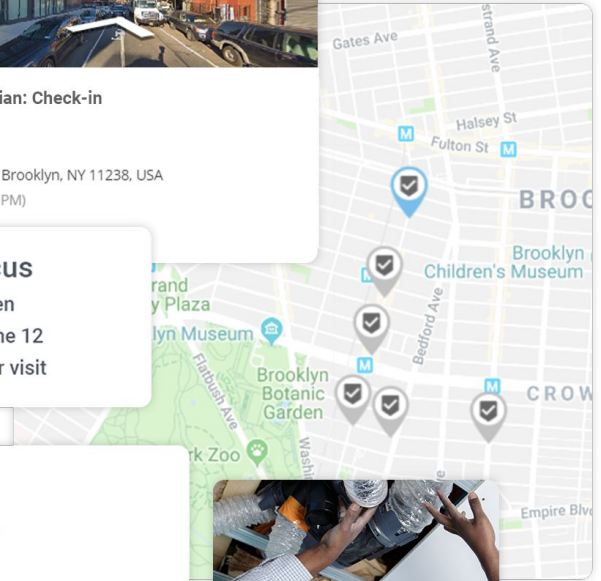 Gates Ave
strand Ave
ian: Check-in
Halsey St
M
Fulton St
M
Brooklyn, NY 11238, USA
PM)
BROO
Brooklyn
Children's Museum
us
M
en
rand
y Plaza
ne 12
lyn Museum
Bedford Ave
r visit
M
Flatbush Ave
Brooklyn
Botanic
Garden
M
CROW
rk Zoo
Washin
Empire Blv